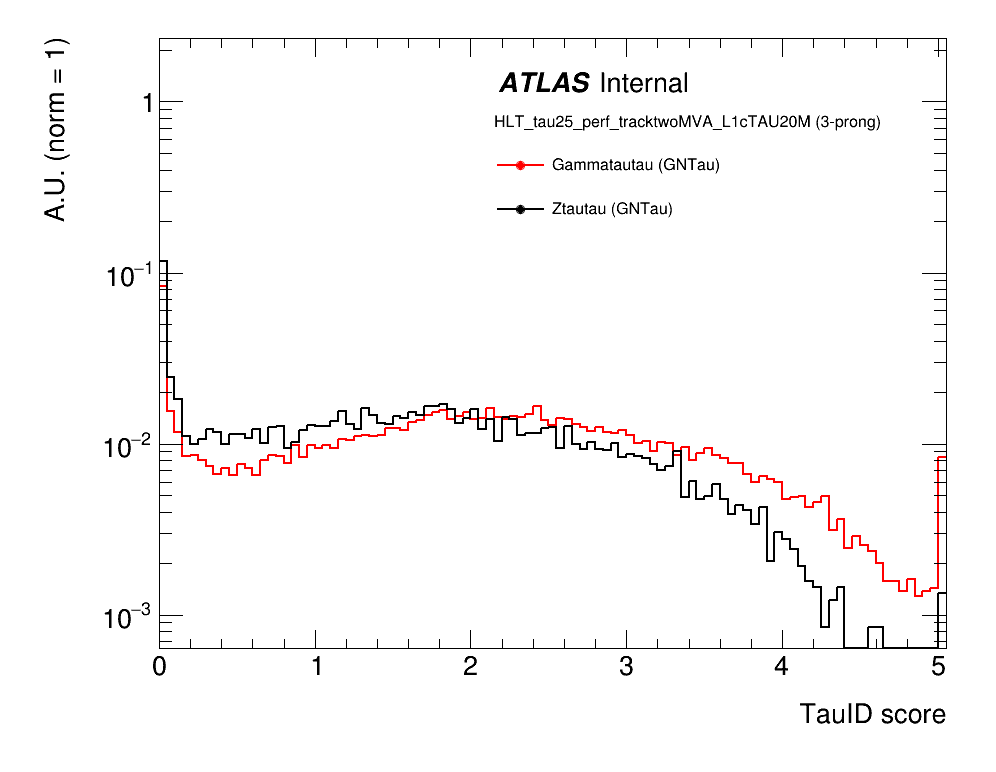 A.U. (norm = 1)
ATLAS Internal
HLT_tau25_perf_tracktwoMVA_L1cTAU20M (3-prong)
Gammatautau (GNTau)
Ztautau (GNTau)
1
10⁻¹
10⁻²
10⁻³
0 1 2 3 4 5
TauID score